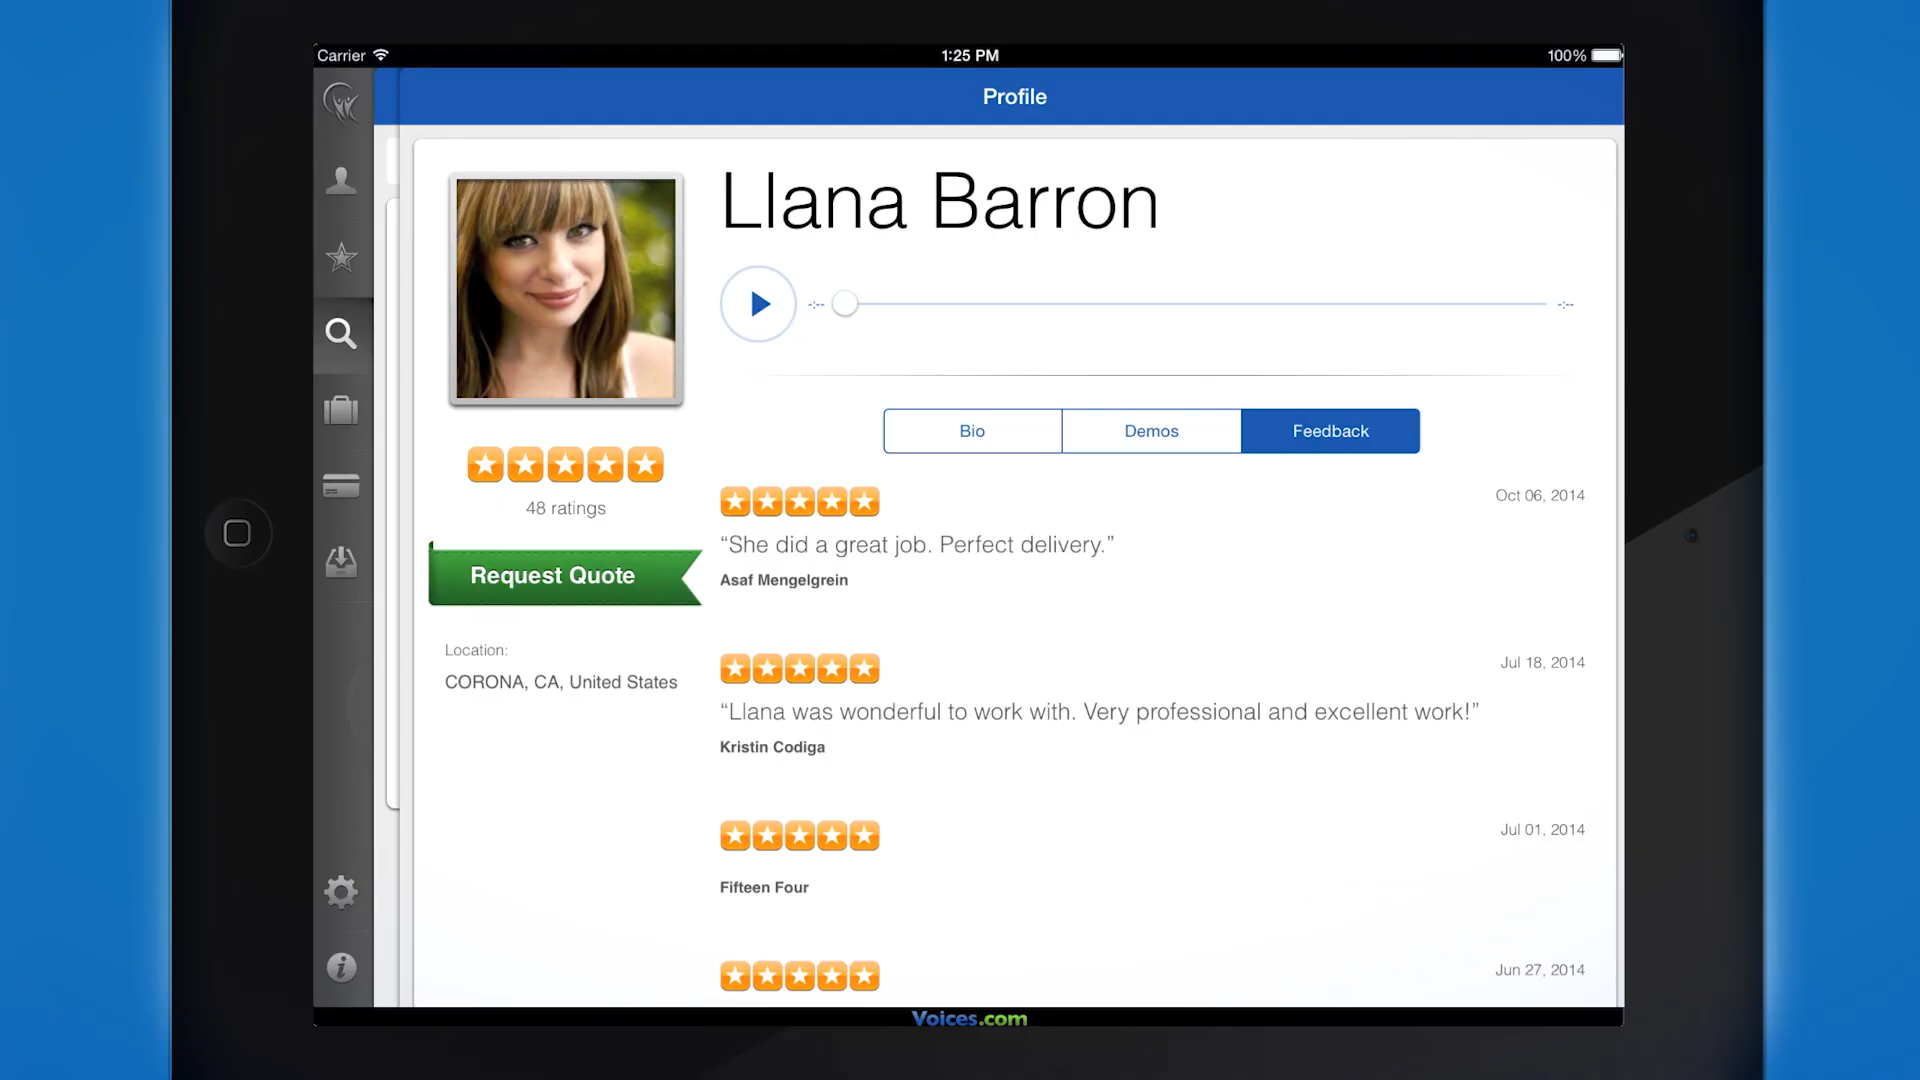 Carrier
1:25 PM
100%
Profile
Llana Barron
-:--
-:--
Bio
Demos
Feedback
48 ratings
Request Quote
Location:
CORONA, CA, United States
Oct 06, 2014
“She did a great job. Perfect delivery.”
Asaf Mengelgrein
Jul 18, 2014
“Llana was wonderful to work with. Very professional and excellent work!”
Kristin Codiga
Jul 01, 2014
Fifteen Four
Jun 27, 2014
Voices.com